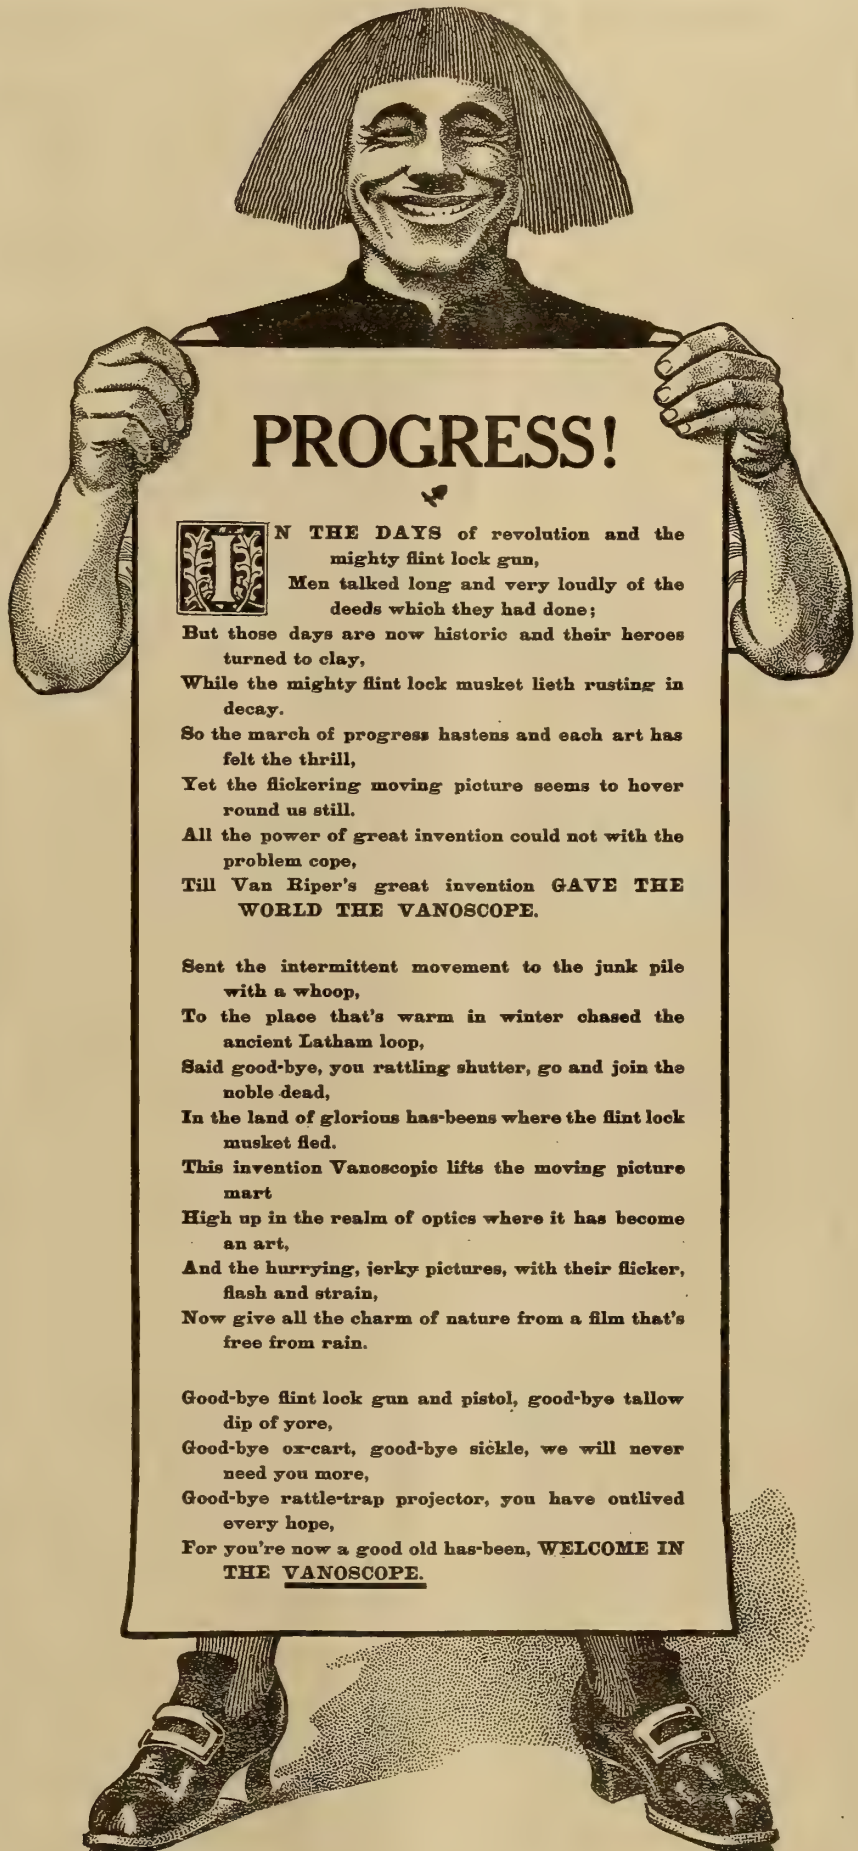 PROGRESS!
IN THE DAYS of revolution and the
mighty flint lock gun,
Men talked long and very loudly of the
deeds which they had done;
But those days are now historic and their heroes
turned to clay,
While the mighty flint lock musket lieth rusting in
decay.
So the march of progress hastens and each art has
felt the thrill,
Yet the flickering moving picture seems to hover
round us still.
All the power of great invention could not with the
problem cope,
Till Van Riper's great invention GAVE THE
WORLD THE VANOSCOPE.
Sent the intermittent movement to the junk pile
with a whoop,
To the place that's warm in winter chased the
ancient Latham loop,
Said good-bye, you rattling shutter, go and join the
noble dead,
In the land of glorious has-beens where the flint lock
musket fled.
This invention Vanoscopic lifts the moving picture
mart
High up in the realm of optics where it has become
an art,
And the hurrying, jerky pictures, with their flicker,
flash and strain,
Now give all the charm of nature from a film that's
free from rain.
Good-bye flint lock gun and pistol, good-bye tallow
dip of yore,
Good-bye ox-cart, good-bye sickle, we will never
need you more,
Good-bye rattle-trap projector, you have outlived
every hope,
For you're now a good old has-been, WELCOME IN
THE VANOSCOPE.